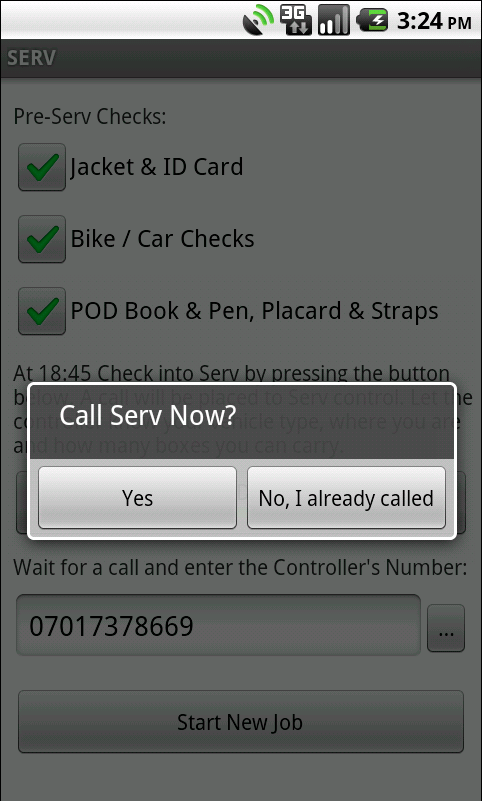 3G 3:24 PM
SERV
Pre-Serv Checks:
Jacket & ID Card
Bike / Car Checks
POD Book & Pen, Placard & Straps
At 18:45 Check into Serv by pressing the button
below. A call will be placed to Serv control. Let the
vehicle type, where you are
and how many boxes you can carry.
Call Serv Now?
Yes
No, I already called
Wait for a call and enter the Controller's Number:
07017378669
...
Start New Job